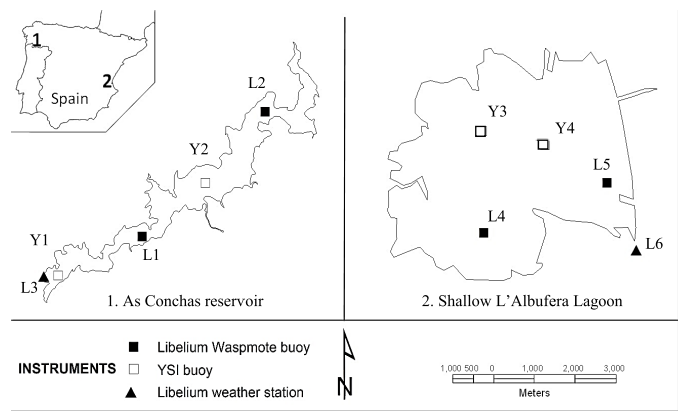 1
2
Spain
L2
Y2
Y1
L1
L3
1. As Conchas reservoir
Y3
Y4
L5
L4
L6
2. Shallow L'Albufera Lagoon
INSTRUMENTS
Libelium Waspmote buoy
YSI buoy
Libelium weather station
N
1,000 500 0 1,000 2,000 3,000
Meters